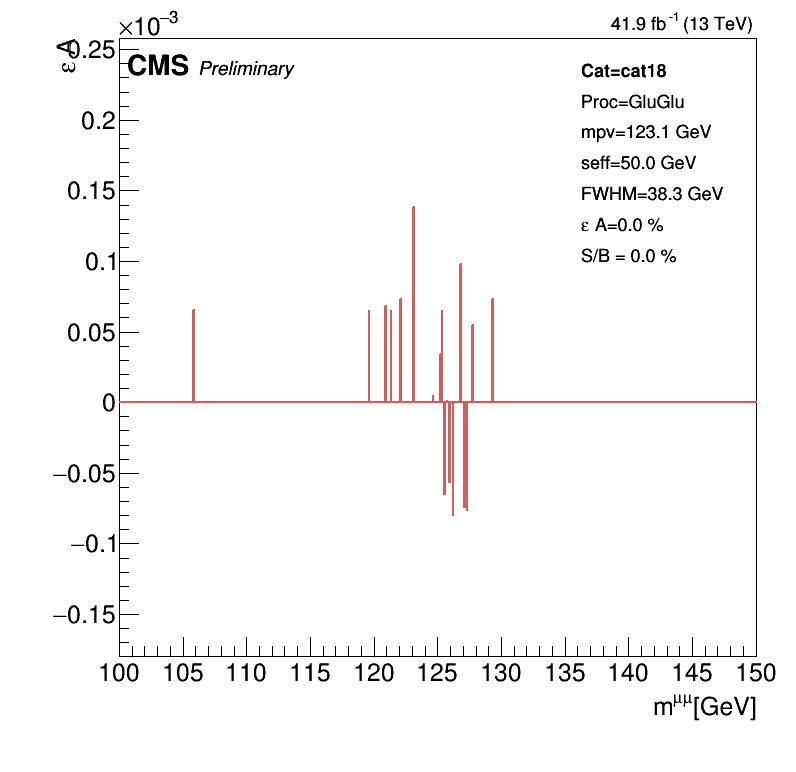 ×10⁻³
41.9 fb⁻¹ (13 TeV)
ε A
CMS Preliminary
Cat=cat18
Proc=GluGlu
mpv=123.1 GeV
seff=50.0 GeV
FWHM=38.3 GeV
ε A=0.0 %
S/B = 0.0 %
0.25
0.2
0.15
0.1
0.05
0
−0.05
−0.1
−0.15
100 105 110 115 120 125 130 135 140 145 150
m^μμ[GeV]